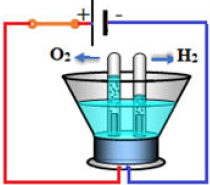 + -
O₂ H₂